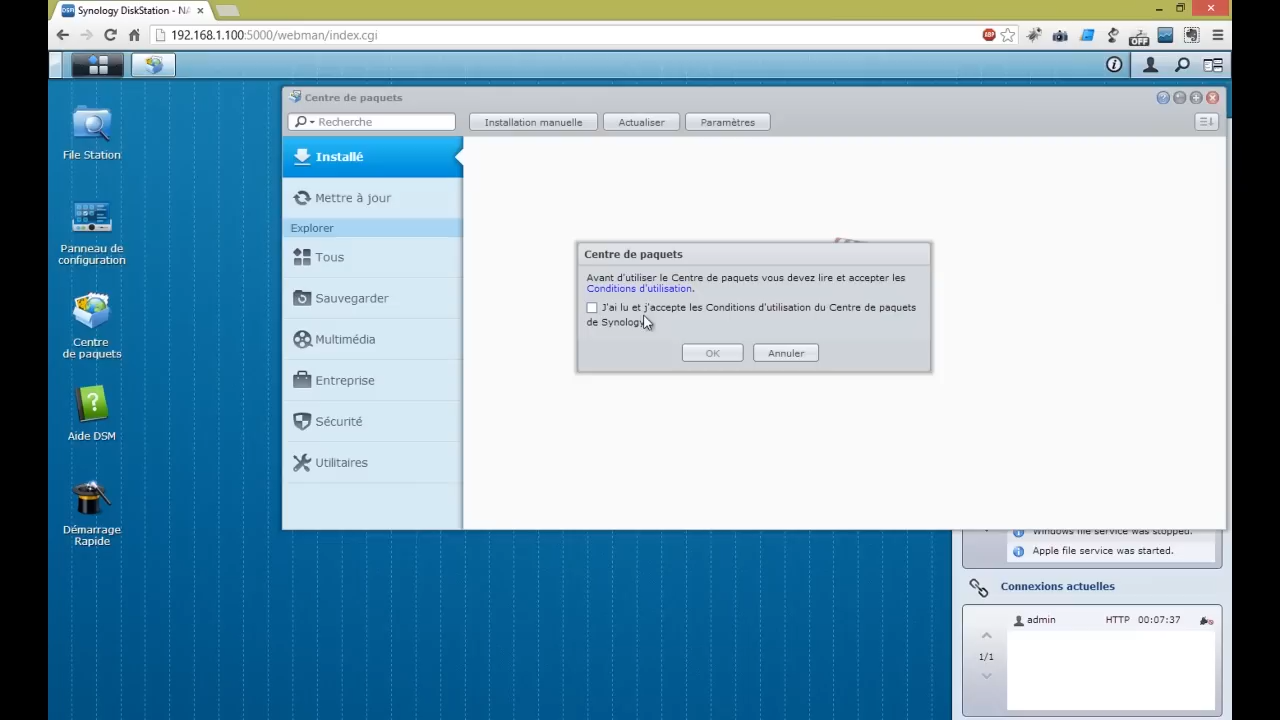 Synology DiskStation - NA
192.168.1.100:5000/webman/index.cgi
ABP
OFF
Centre de paquets
Recherche
Installation manuelle
Actualiser
Paramètres
File Station
Panneau de
configuration
Centre
de paquets
Aide DSM
Démarrage
Rapide
Installé
Mettre à jour
Explorer
Tous
Sauvegarder
Multimédia
Entreprise
Sécurité
Utilitaires
Centre de paquets
Avant d'utiliser le Centre de paquets vous devez lire et accepter les
Conditions d'utilisation.
J'ai lu et j'accepte les Conditions d'utilisation du Centre de paquets
de Synology
OK
Annuler
Windows file service was stopped.
Apple file service was started.
Connexions actuelles
admin HTTP 00:07:37
1/1